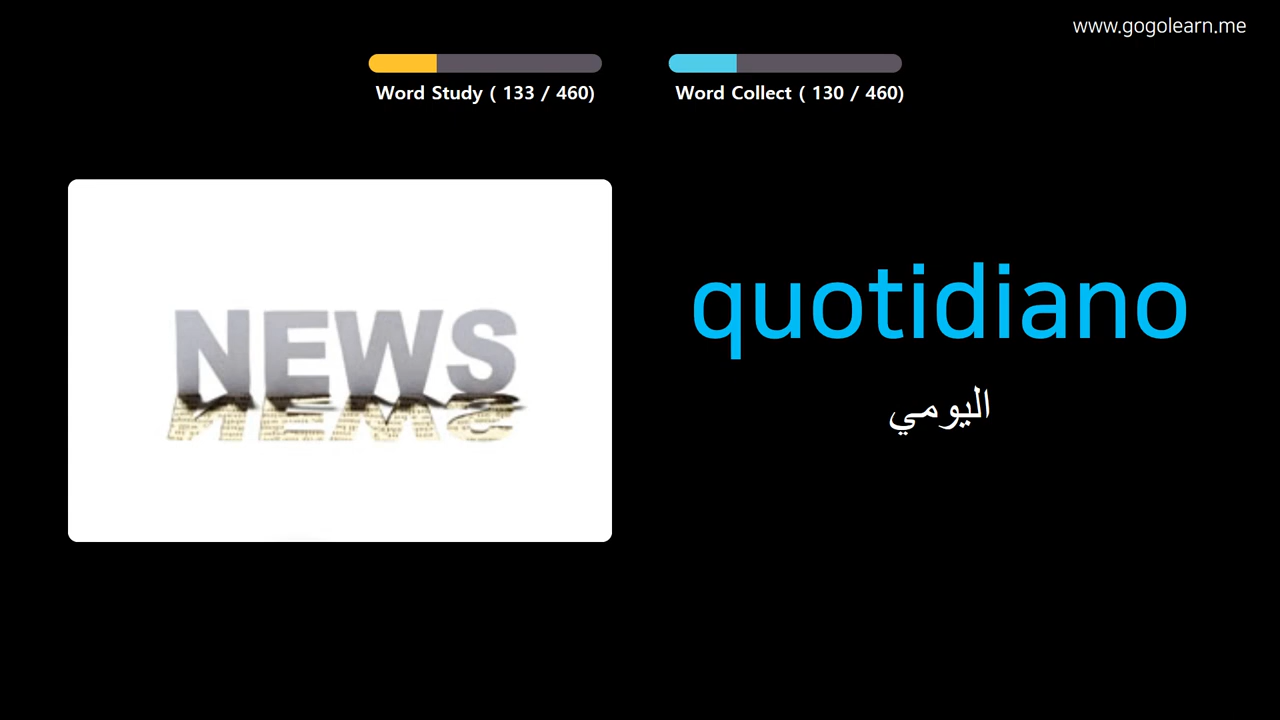 www.gogolearn.me
Word Study ( 133 / 460)
Word Collect ( 130 / 460)
NEWS
quotidiano
اليومي